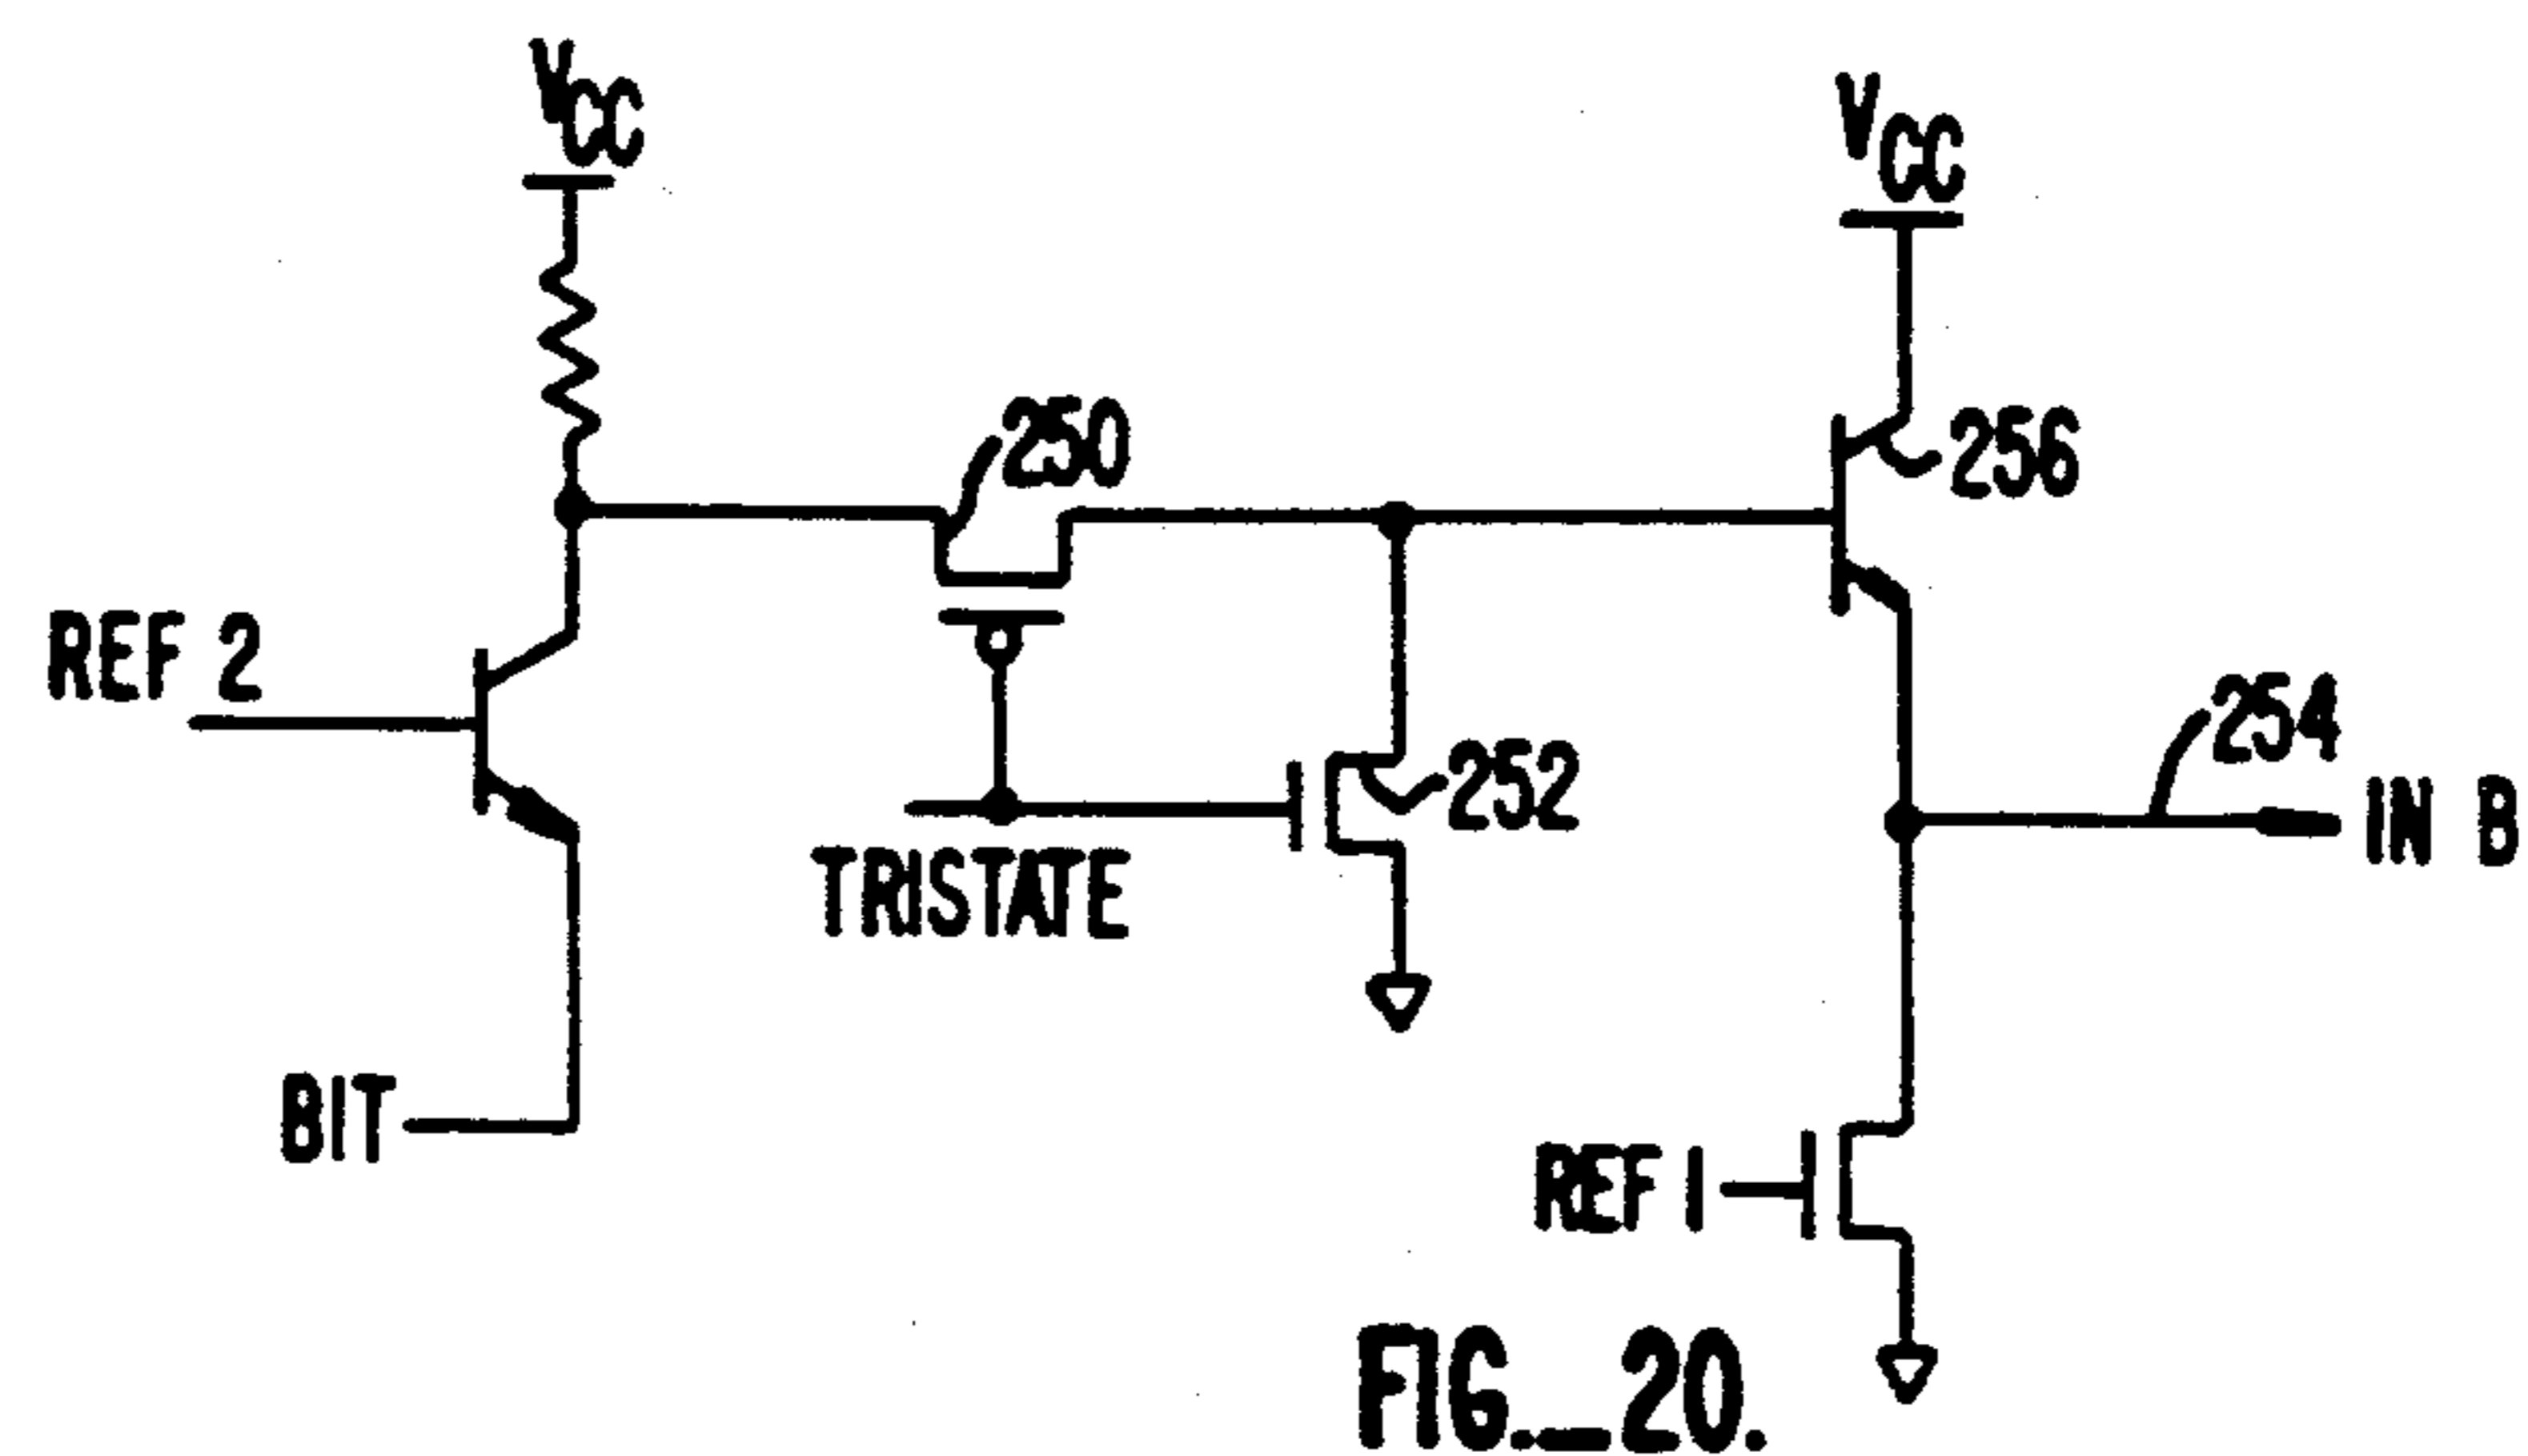 VCC
VCC
250
256
REF 2
254
252
IN B
TRISTATE
BIT
REF 1
FIG._20.